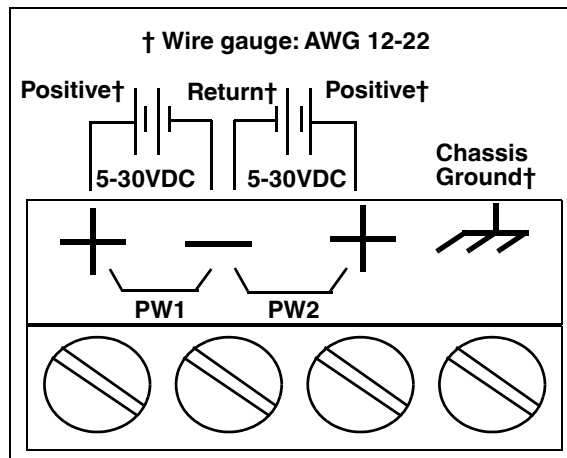 † Wire gauge: AWG 12-22
Positive† Return† Positive†
5-30VDC 5-30VDC
Chassis
Ground†
PW1 PW2